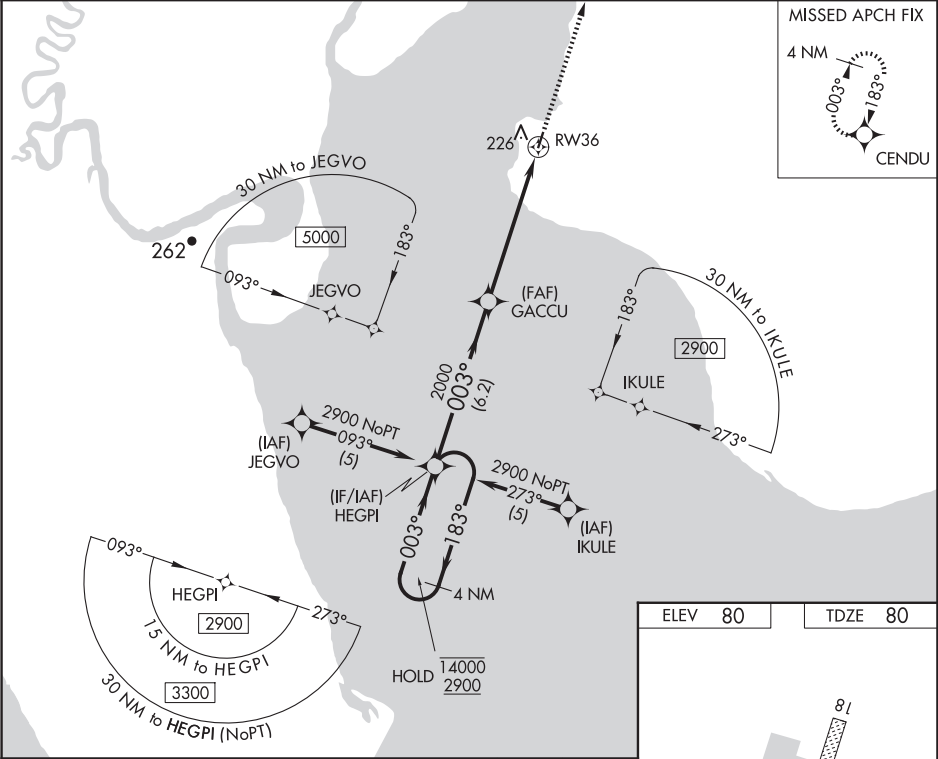 MISSED APCH FIX
4 NM
003°
183°
CENDU
226
RW36
30 NM to JEGVO
5000
262
183°
093°
JEGVO
(FAF)
GACCU
30 NM to IKULE
183°
2900
IKULE
273°
2000
003°
(6.2)
2900 NoPT
093°
(5)
(IAF)
JEGVO
(IF/IAF)
HEGPI
2900 NoPT
273°
(5)
(IAF)
IKULE
003°
183°
4 NM
HOLD
14000
2900
093°
HEGPI
273°
2900
15 NM to HEGPI
3300
30 NM to HEGPI (NoPT)
ELEV 80
TDZE 80
18